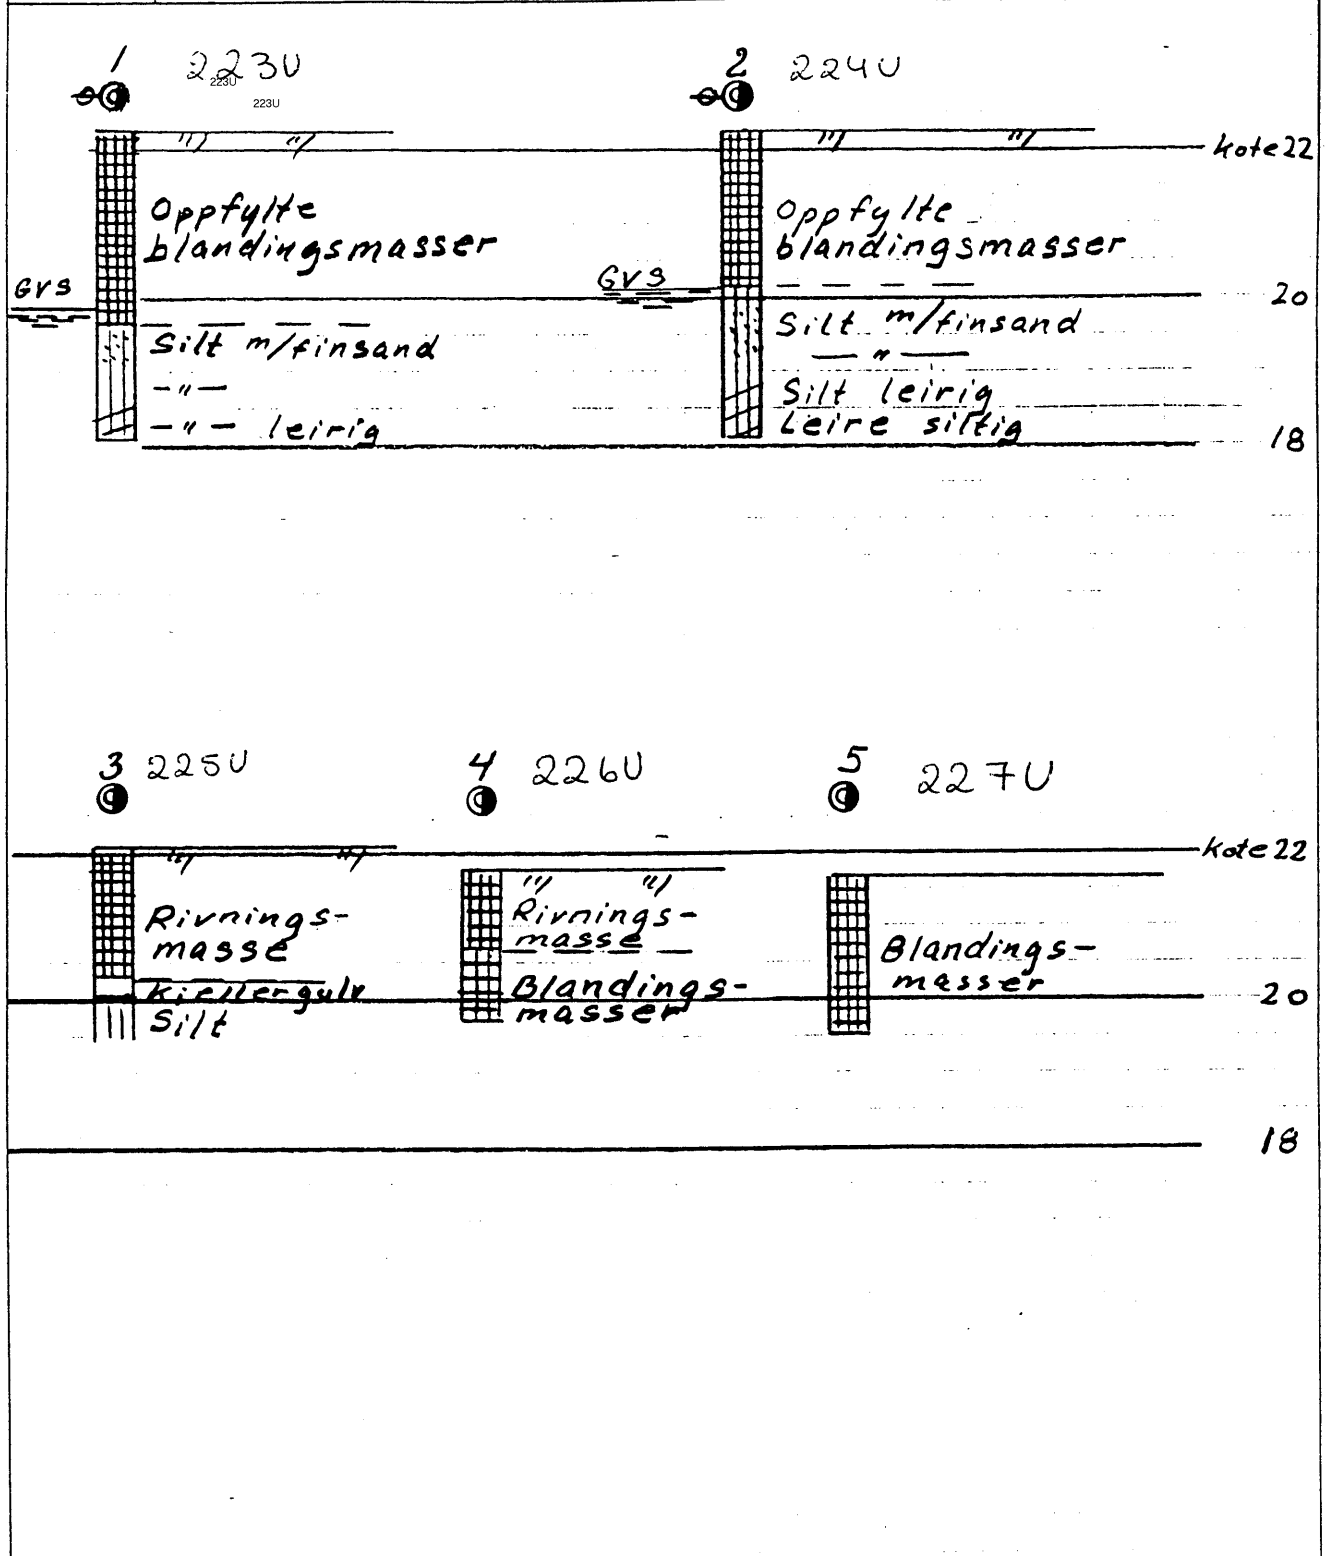 1 223U
223U
223U
2 224U
kote 22
Oppfylte
blandingsmasser
GVS
Silt m/finsand
-"-
-"- leirig
Oppfylte
blandingsmasser
GVS
20
Silt m/finsand
-"-
Silt leirig
Leire siltig
18
3 225U
4 226U
5 227U
kote 22
Rivnings-
masse
Kjellergulv
Silt
Rivnings-
masse
Blandings-
masser
Blandings-
masser
20
18